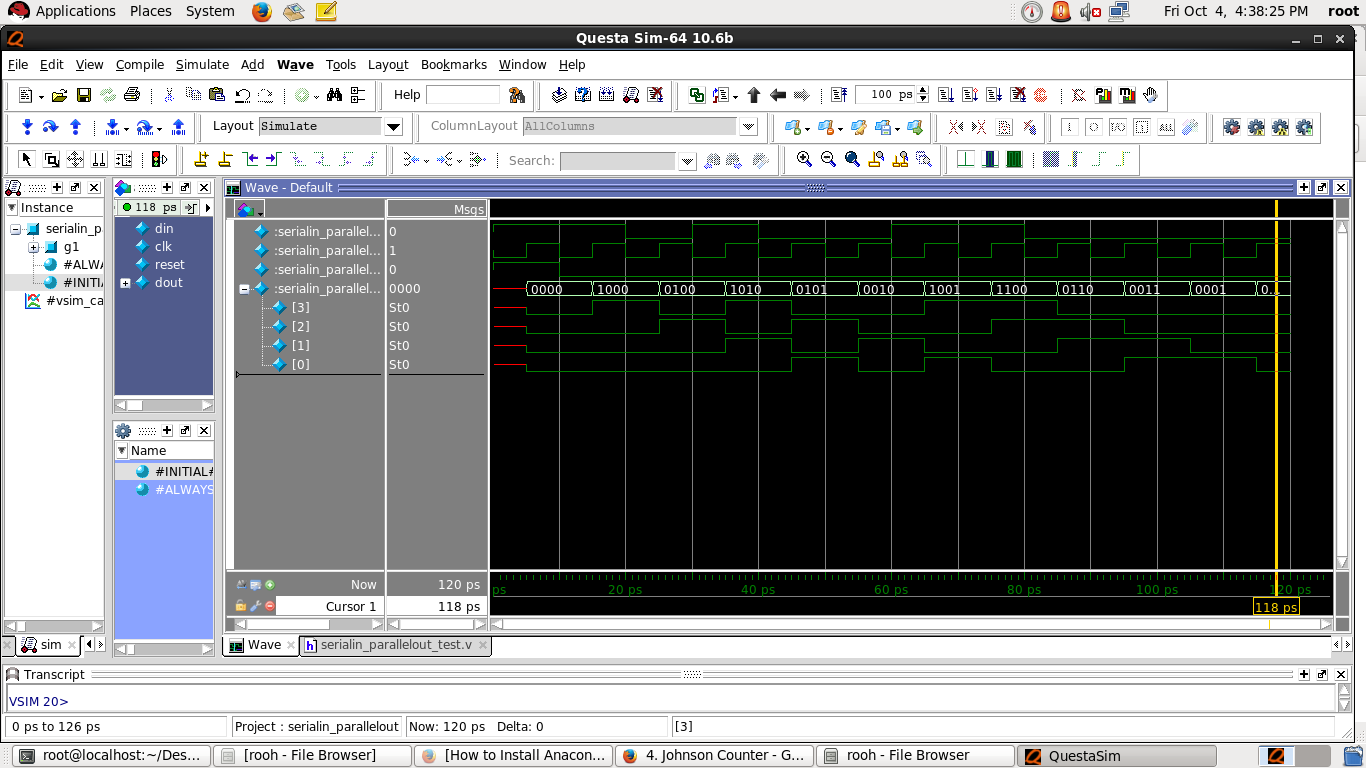 Applications Places System Fri Oct 4, 4:38:25 PM root
Questa Sim-64 10.6b
File Edit View Compile Simulate Add Wave Tools Layout Bookmarks Window Help
Help 100 ps
Layout Simulate ColumnLayout AllColumns
Search:
Wave - Default
Instance
serialin_p
g1
#ALW
#INITI
#vsim_ca
118 ps
din
clk
reset
dout
Name
#INITIAL#
#ALWAYS
Msgs
:serialin_parallel... 0
:serialin_parallel... 1
:serialin_parallel... 0
:serialin_parallel... 0000 0000 1000 0100 1010 0101 0010 1001 1100 0110 0011 0001 0...
[3] St0
[2] St0
[1] St0
[0] St0
Now 120 ps ps 20 ps 40 ps 60 ps 80 ps 100 ps 120 ps
Cursor 1 118 ps 118 ps
sim Wave serialin_parallelout_test.v
Transcript
VSIM 20>
0 ps to 126 ps Project : serialin_parallelout Now: 120 ps Delta: 0 [3]
root@localhost:~/Des... [rooh - File Browser] [How to Install Anacon... 4. Johnson Counter - G... rooh - File Browser QuestaSim